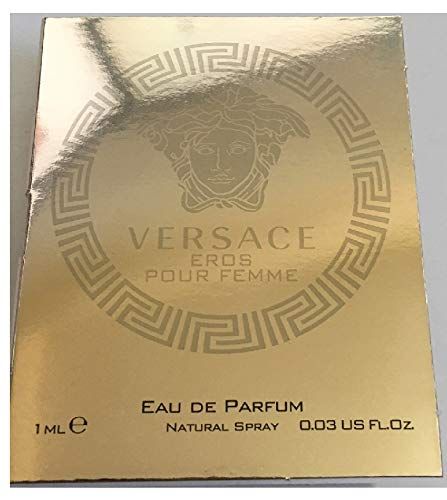 VERSACE
EROS
POUR FEMME
EAU DE PARFUM
1 ML ℮ NATURAL SPRAY 0.03 US FL.OZ.